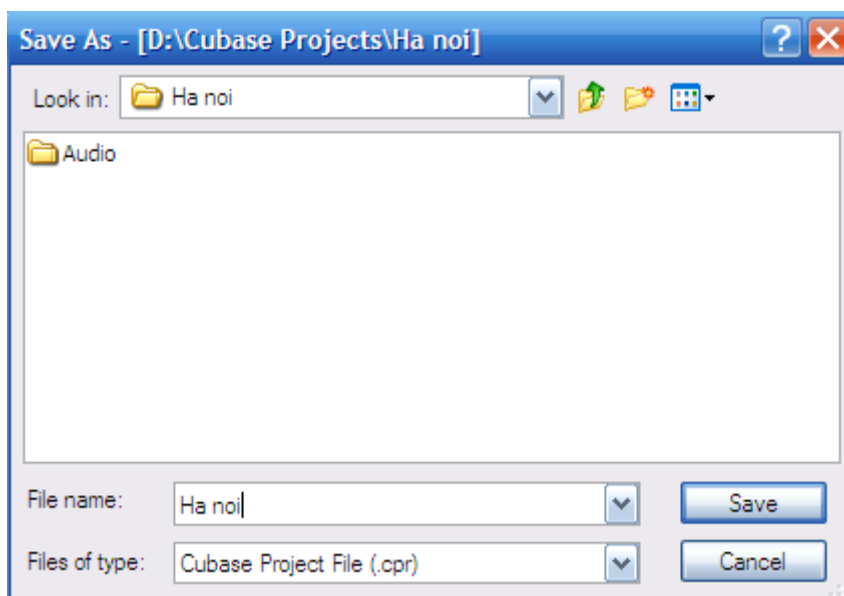 Save As - [D:\Cubase Projects\Ha noi]
Look in: Ha noi
Audio
File name: Ha noi Save
Files of type: Cubase Project File (.cpr) Cancel